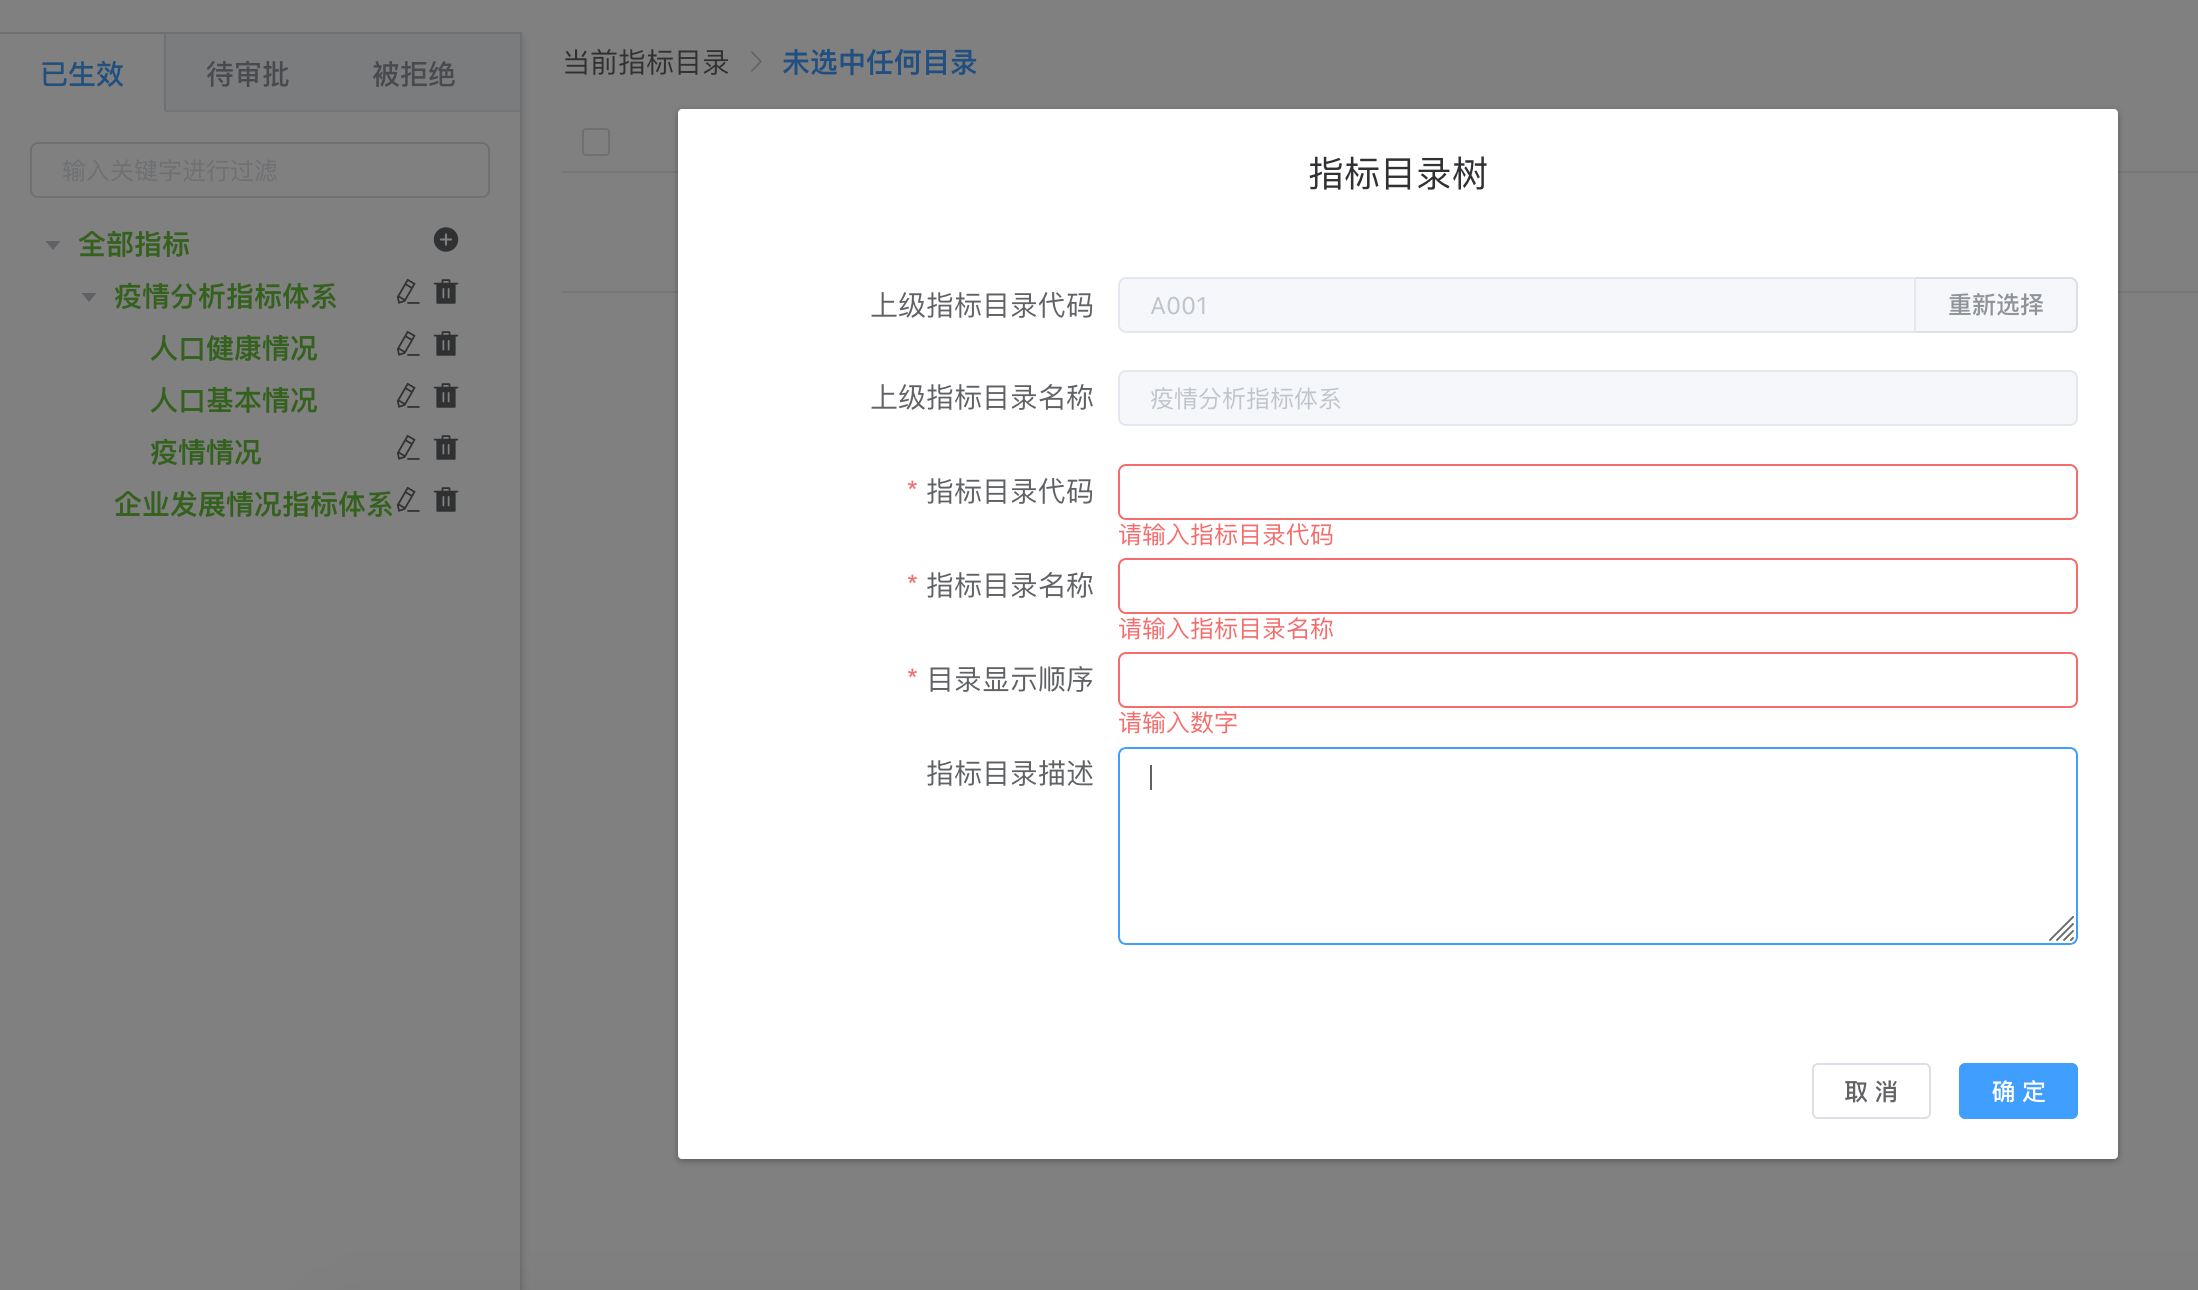 已生效
待审批
被拒绝
输入关键字进行过滤
全部指标
疫情分析指标体系
人口健康情况
人口基本情况
疫情情况
企业发展情况指标体系
当前指标目录 > 未选中任何目录
指标目录树
上级指标目录代码 A001 重新选择
上级指标目录名称 疫情分析指标体系
* 指标目录代码
请输入指标目录代码
* 指标目录名称
请输入指标目录名称
* 目录显示顺序
请输入数字
指标目录描述
取 消
确 定